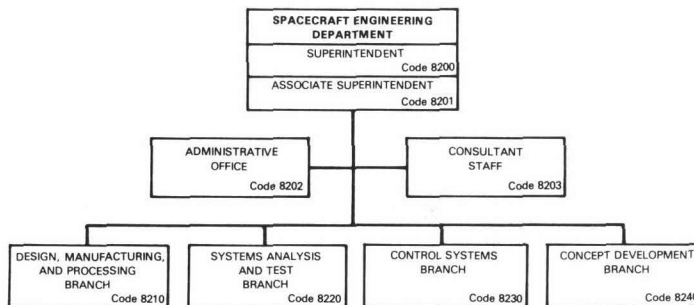 SPACECRAFT ENGINEERING
DEPARTMENT
SUPERINTENDENT
Code 8200
ASSOCIATE SUPERINTENDENT
Code 8201
ADMINISTRATIVE
OFFICE
Code 8202
CONSULTANT
STAFF
Code 8203
DESIGN, MANUFACTURING,
AND PROCESSING
BRANCH
Code 8210
SYSTEMS ANALYSIS
AND TEST
BRANCH
Code 8220
CONTROL SYSTEMS
BRANCH
Code 8230
CONCEPT DEVELOPMENT
BRANCH
Code 8240